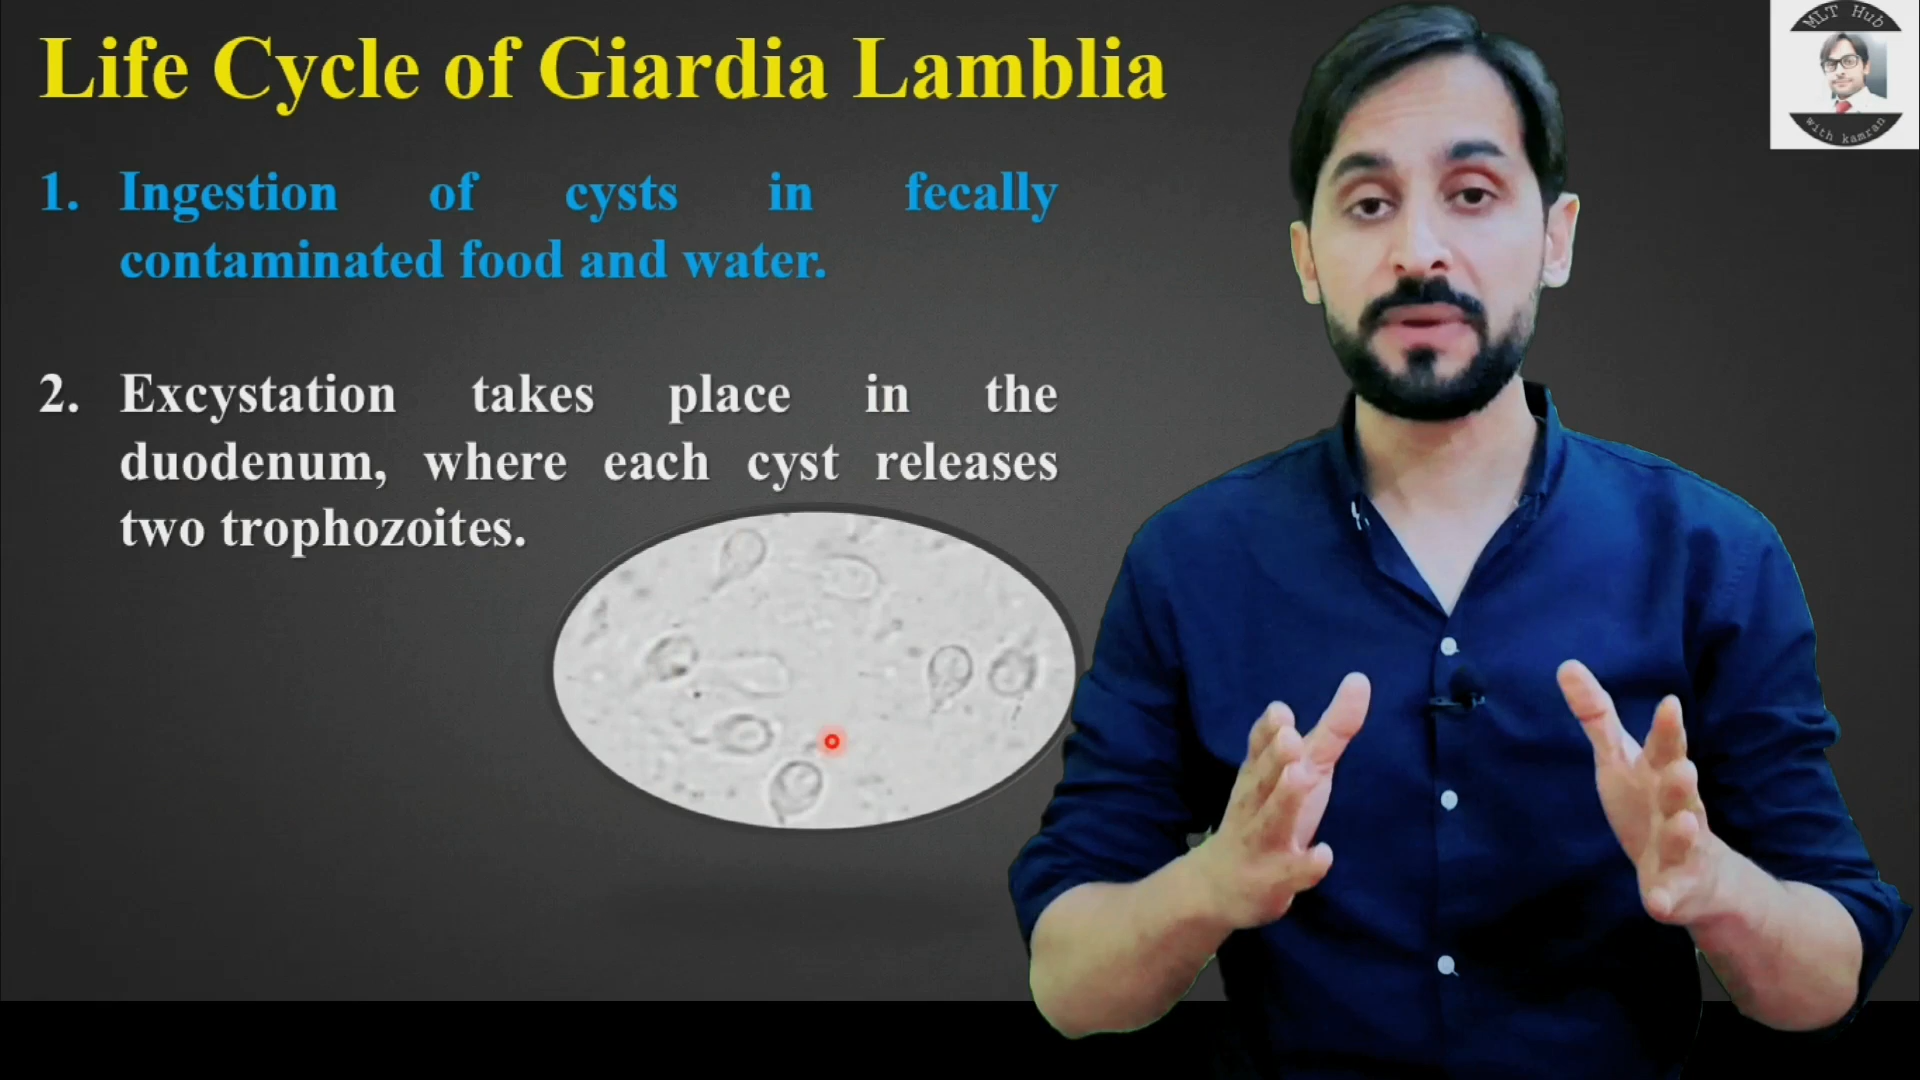 Life Cycle of Giardia Lamblia
MLT Hub
with kamran
1. Ingestion of cysts in fecally
contaminated food and water.
2. Excystation takes place in the
duodenum, where each cyst releases
two trophozoites.